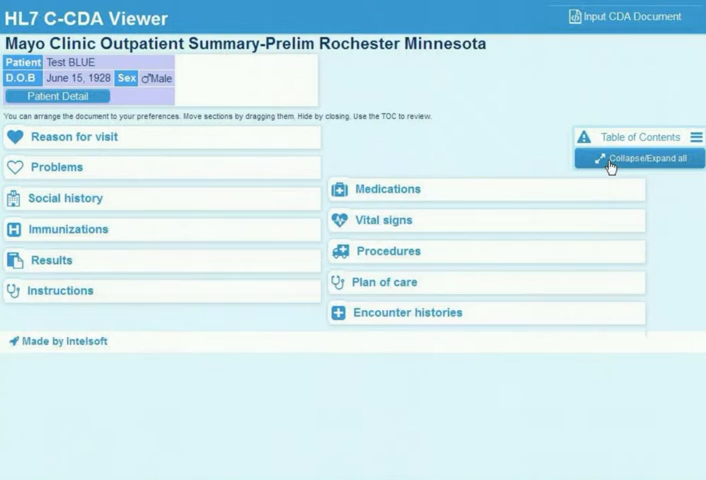 HL7 C-CDA Viewer
Input CDA Document
Mayo Clinic Outpatient Summary-Prelim Rochester Minnesota
Patient Test BLUE
D.O.B June 15, 1928 Sex ♂Male
Patient Detail
You can arrange the document to your preferences. Move sections by dragging them. Hide by closing. Use the TOC to review.
Table of Contents
Collapse/Expand all
Reason for visit
Problems
Social history
Immunizations
Results
Instructions
Medications
Vital signs
Procedures
Plan of care
Encounter histories
Made by Intelsoft